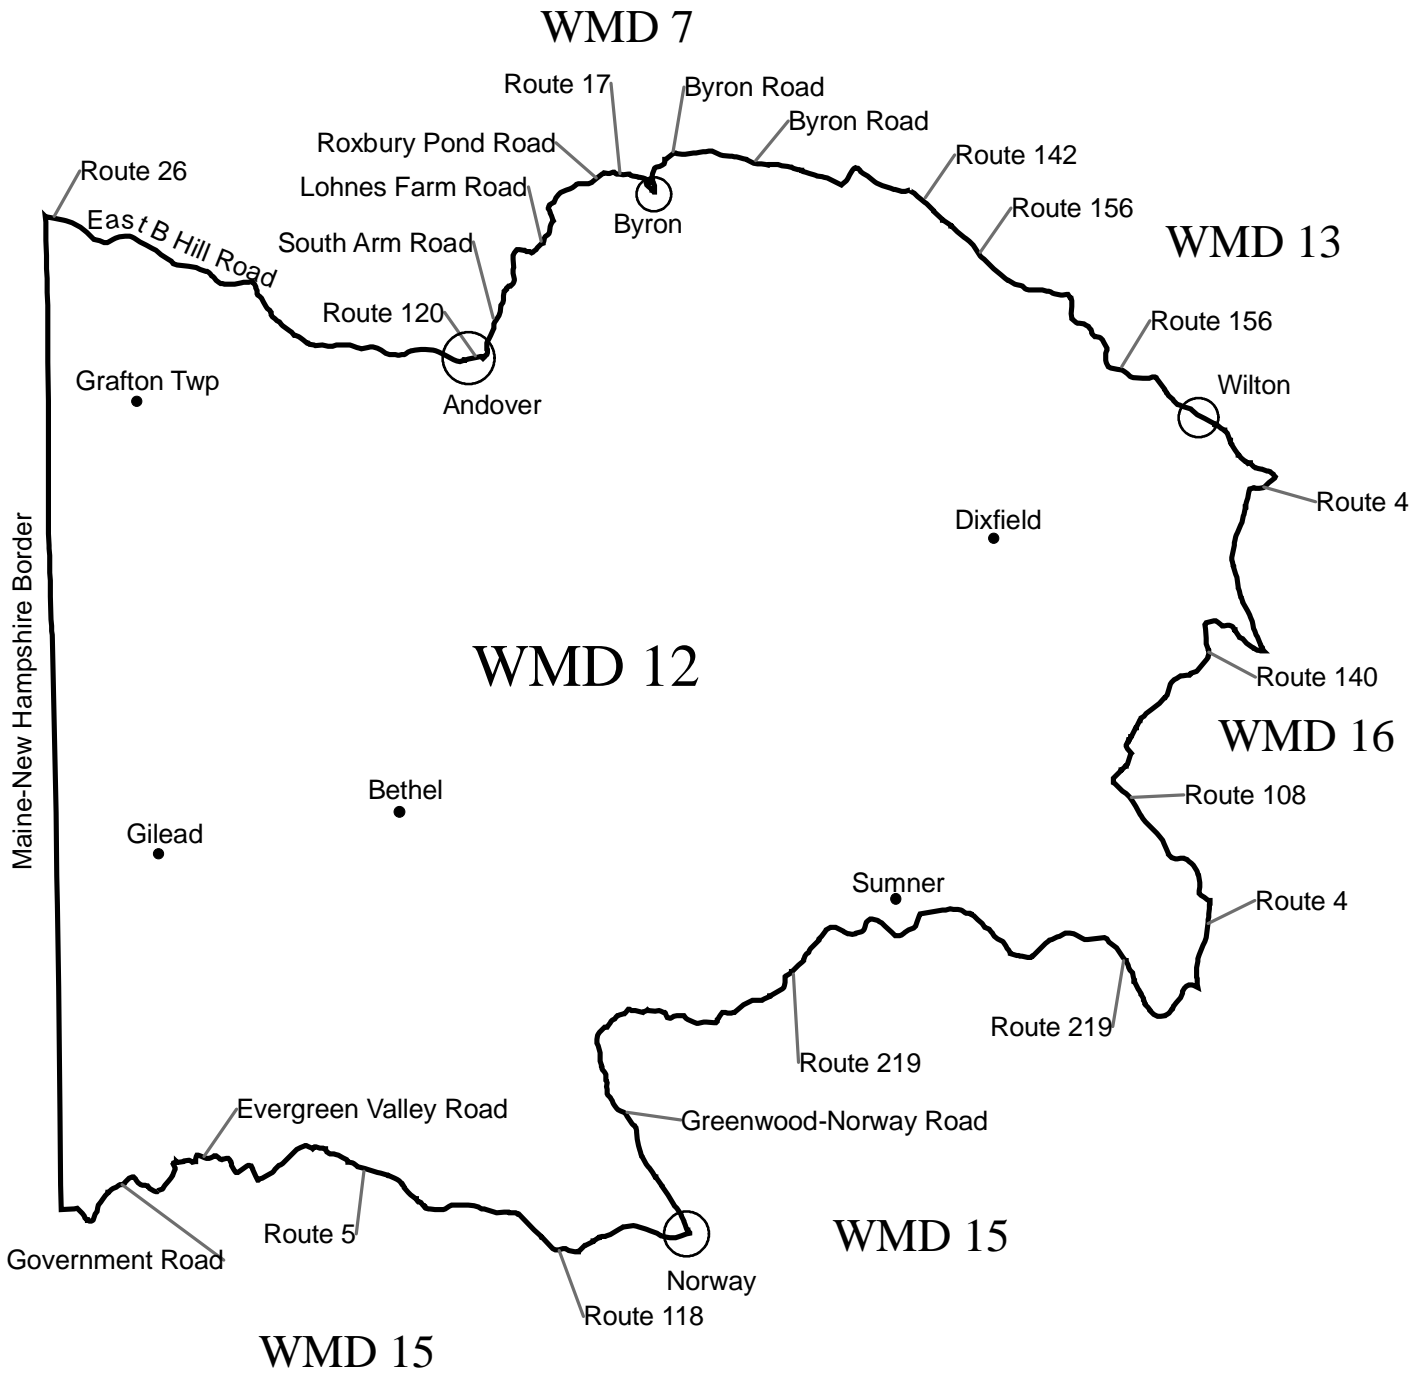 WMD 7
Route 17
Byron Road
Byron Road
Roxbury Pond Road
Route 142
Route 26
Lohnes Farm Road
Route 156
East B Hill Road
Byron
South Arm Road
WMD 13
Route 120
Route 156
Grafton Twp
Wilton
Andover
Route 4
Dixfield
Maine-New Hampshire Border
WMD 12
Route 140
WMD 16
Bethel
Route 108
Gilead
Sumner
Route 4
Route 219
Route 219
Evergreen Valley Road
Greenwood-Norway Road
Route 5
WMD 15
Government Road
Norway
Route 118
WMD 15